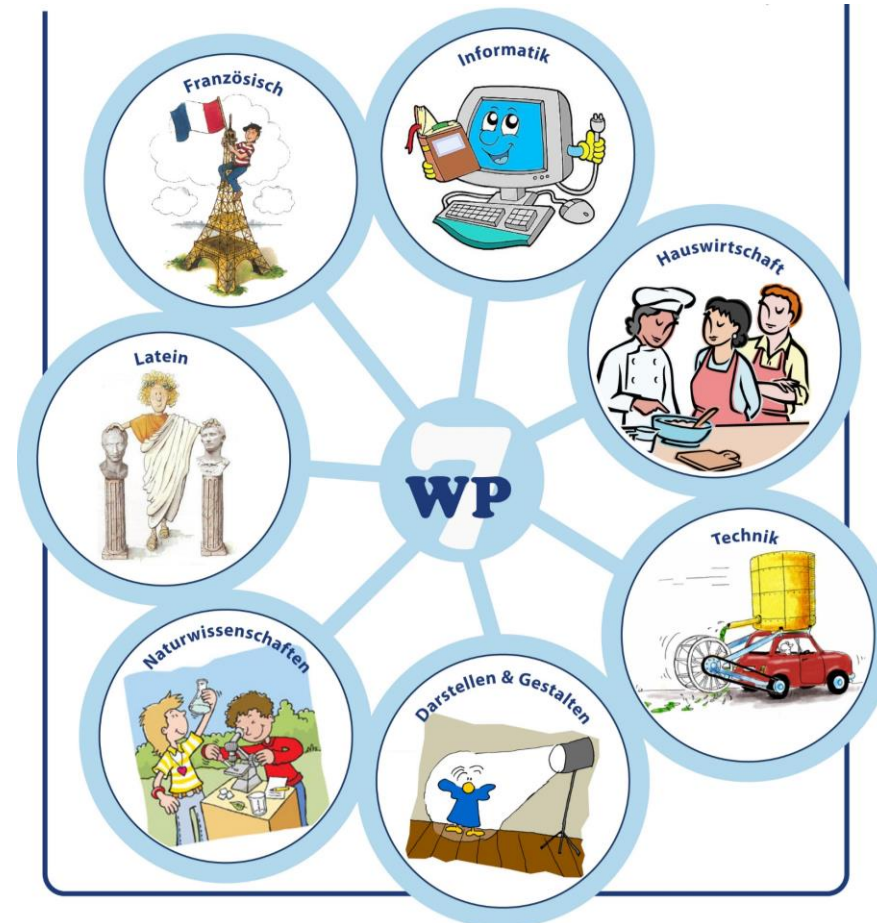 Französisch
Informatik
Hauswirtschaft
Latein
7
WP
Technik
Naturwissenschaften
Darstellen & Gestalten